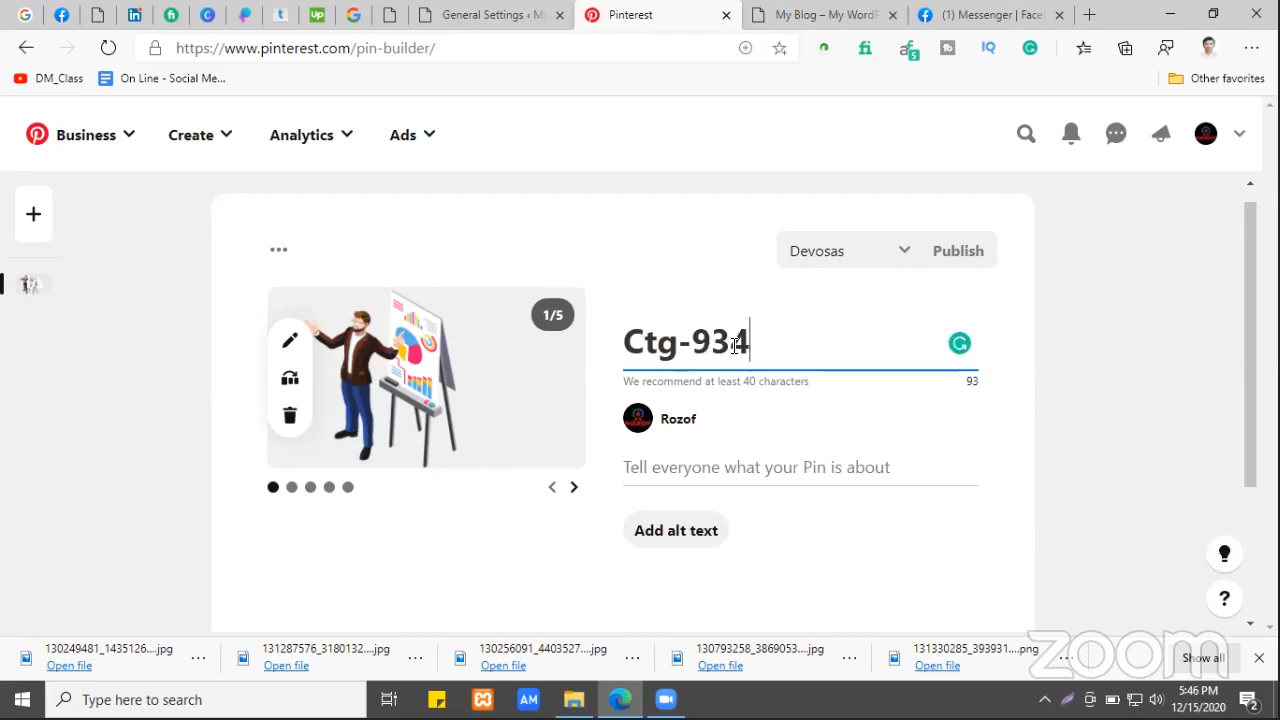 General Settings ‹ My
Pinterest
My Blog – My WordP
(1) Messenger | Face
https://www.pinterest.com/pin-builder/
5
DM_Class
On Line - Social Me...
Other favorites
Business
Create
Analytics
Ads
Devosas
Publish
1/5
Ctg-934
We recommend at least 40 characters
93
Rozof
Tell everyone what your Pin is about
Add alt text
?
130249481_1435126....jpg
Open file
131287576_3180132....jpg
Open file
130256091_4403527....jpg
Open file
130793258_3869053....jpg
Open file
131330285_393931....png
Open file
Show all
zoom
Type here to search
AM
5:46 PM
12/15/2020
2